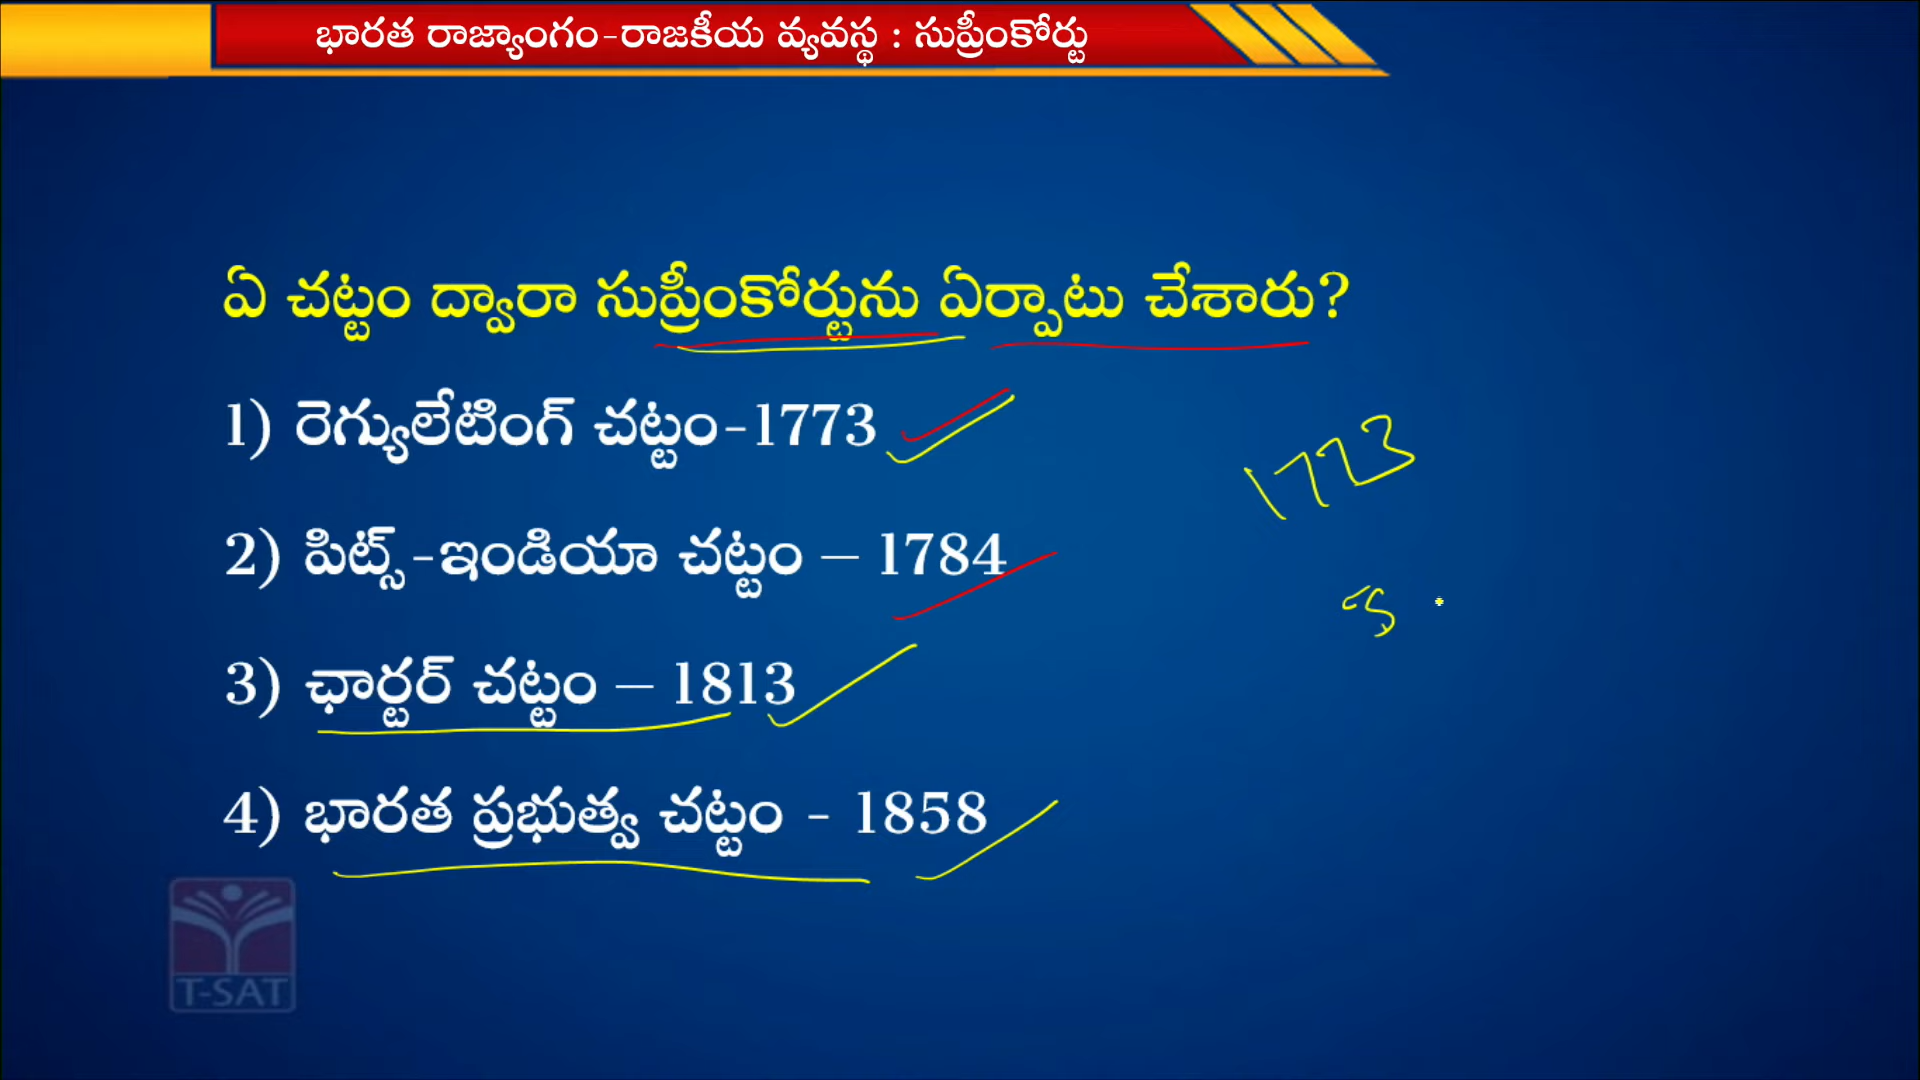 భారత రాజ్యాంగం-రాజకీయ వ్యవస్థ : సుప్రీంకోర్టు
ఏ చట్టం ద్వారా సుప్రీంకోర్టును ఏర్పాటు చేశారు?
1) రెగ్యులేటింగ్ చట్టం-1773
2) పిట్స్-ఇండియా చట్టం – 1784
3) ఛార్టర్ చట్టం – 1813
4) భారత ప్రభుత్వ చట్టం - 1858
1723
T-SAT